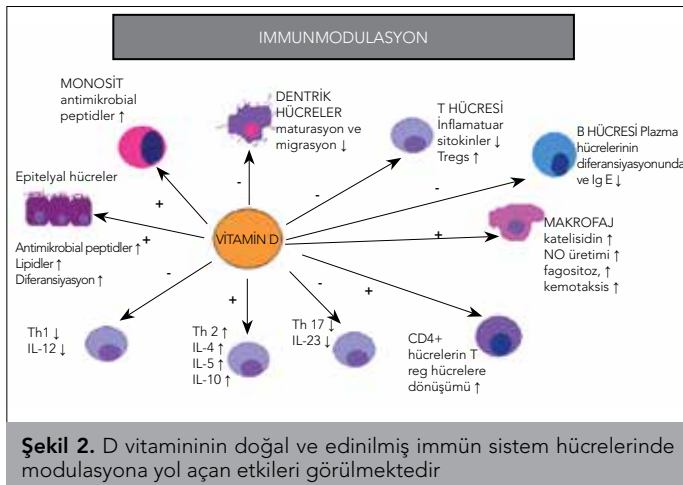 IMMUNMODULASYON
MONOSİT
antimikrobial
peptidler ↑
DENTRİK
HÜCRELER
maturasyon ve
migrasyon ↓
T HÜCRESİ
İnflamatuar
sitokinler ↓
Tregs ↑
B HÜCRESİ Plazma
hücrelerinin
diferansiyasyonunda
ve Ig E ↓
Epitelyal hücreler
Antimikrobial peptidler ↑
Lipidler ↑
Diferansiyasyon ↑
VİTAMİN D
MAKROFAJ
katelisidin ↑
NO üretimi ↑
fagositoz, ↑
kemotaksis ↑
-
-
-
+
+
+
-
+
-
+
Th1 ↓
IL-12 ↓
Th 2 ↑
IL-4 ↑
IL-5 ↑
IL-10 ↑
Th 17 ↓
IL-23 ↓
CD4+
hücrelerin T
reg hücrelere
dönüşümü ↑
Şekil 2. D vitamininin doğal ve edinilmiş immün sistem hücrelerinde
modulasyona yol açan etkileri görülmektedir